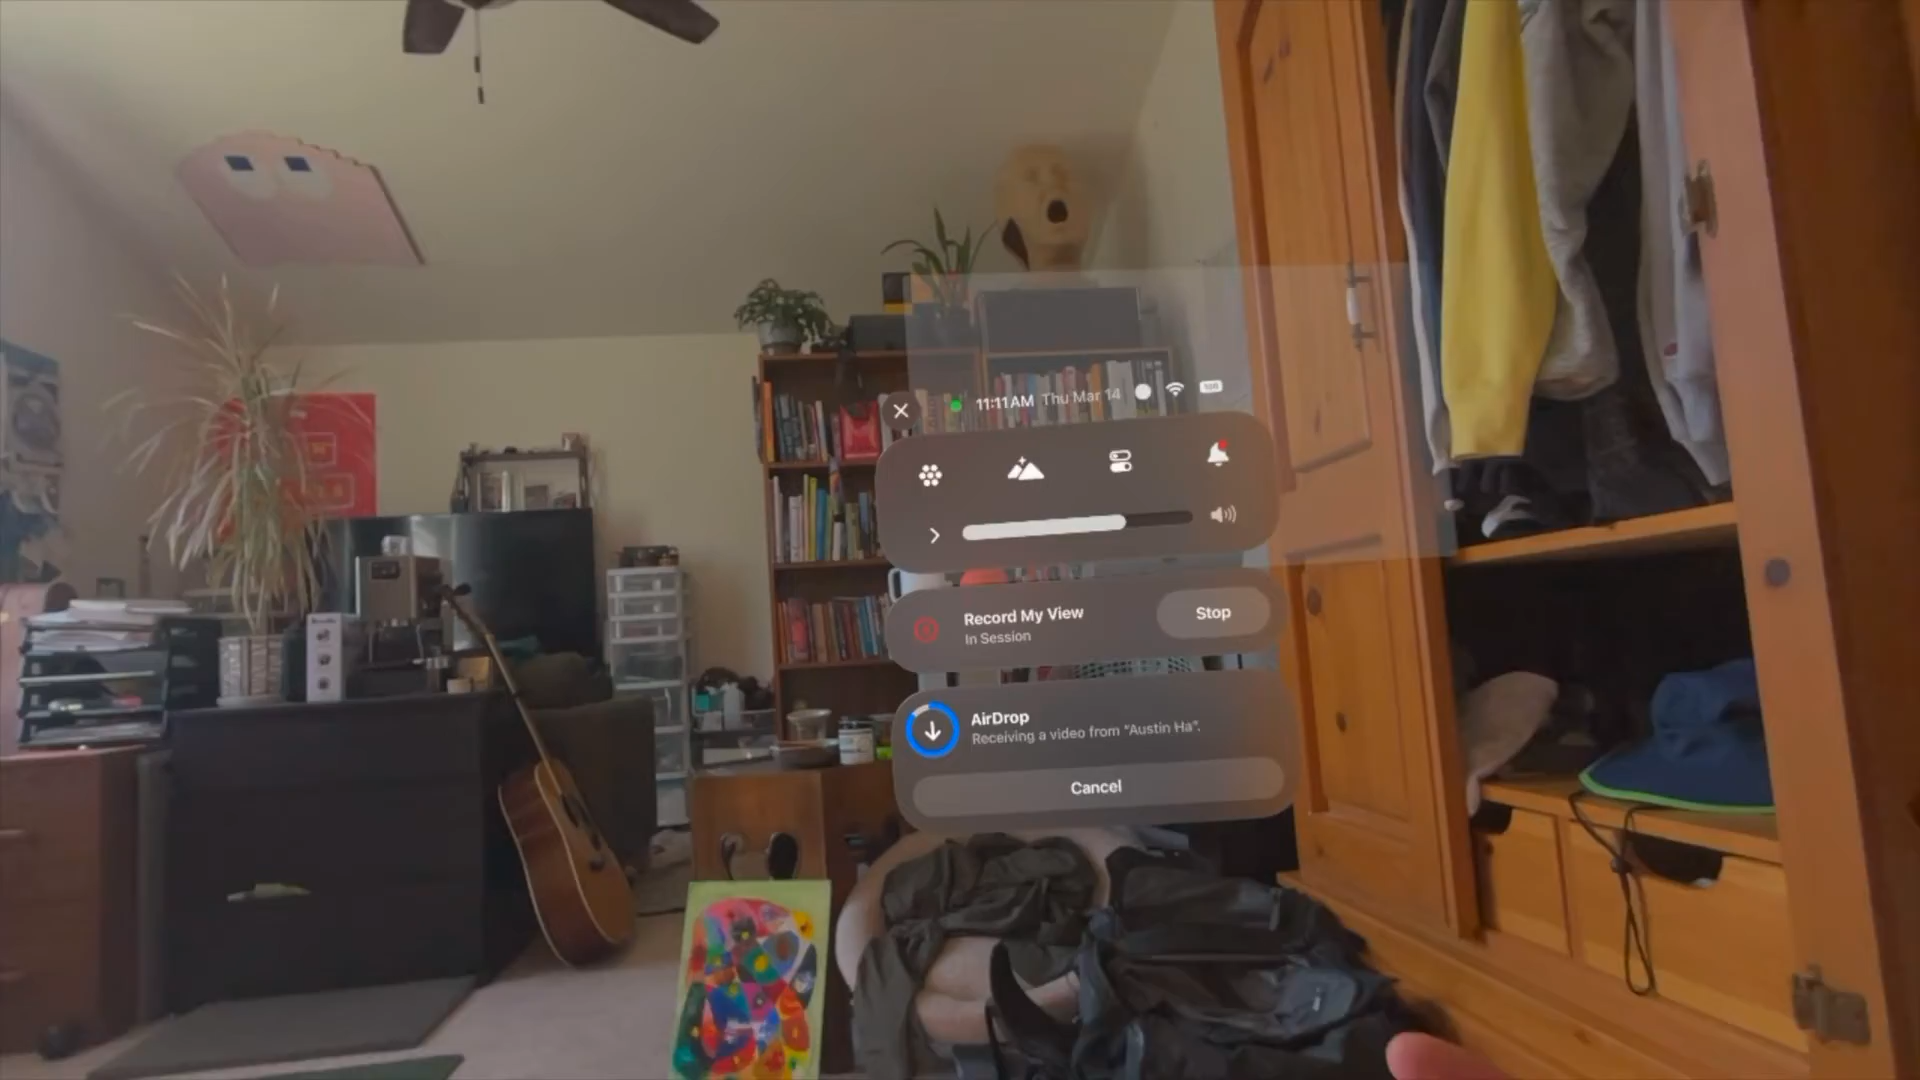 11:11 AM Thu Mar 14 100
Record My View
In Session
Stop
AirDrop
Receiving a video from “Austin Ha”.
Cancel